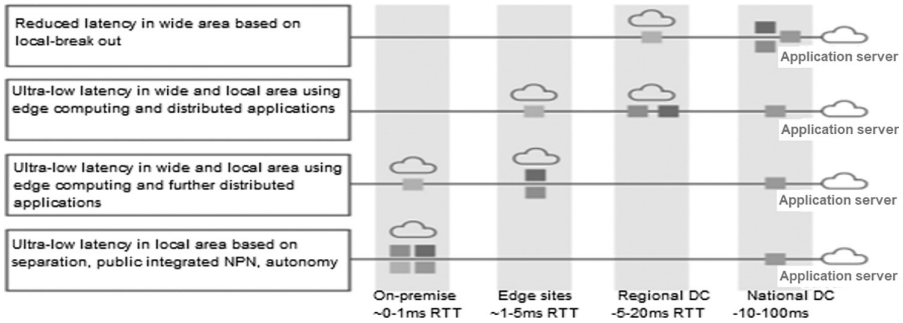 Reduced latency in wide area based on
local-break out
Application server
Ultra-low latency in wide and local area using
edge computing and distributed applications
Application server
Ultra-low latency in wide and local area using
edge computing and further distributed
applications
Application server
Ultra-low latency in local area based on
separation, public integrated NPN, autonomy
Application server
On-premise Edge sites Regional DC National DC
~0-1ms RTT ~1-5ms RTT -5-20ms RTT -10-100ms